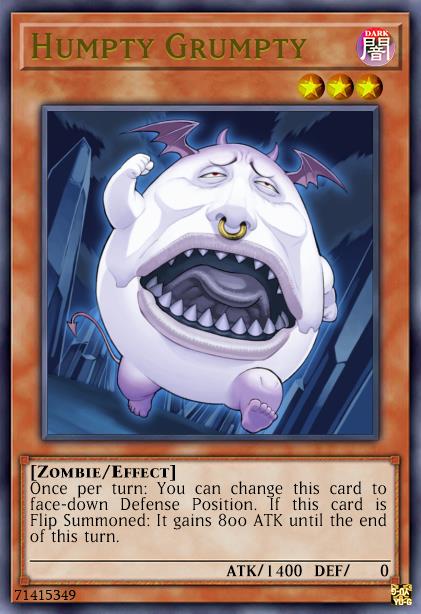 Humpty Grumpty
DARK
闇
[Zombie/Effect]
Once per turn: You can change this card to
face-down Defense Position. If this card is
Flip Summoned: It gains 800 ATK until the end
of this turn.
ATK/1400 DEF/ 0
71415349